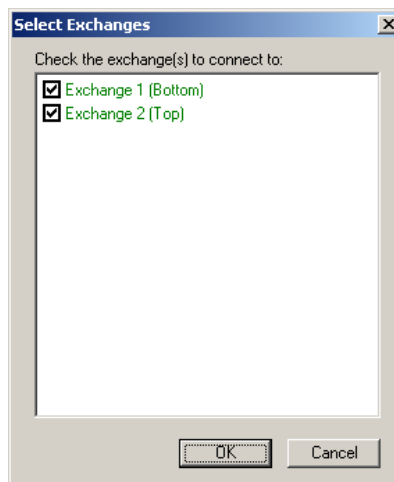 Select Exchanges
Check the exchange(s) to connect to:
Exchange 1 (Bottom)
Exchange 2 (Top)
OK Cancel